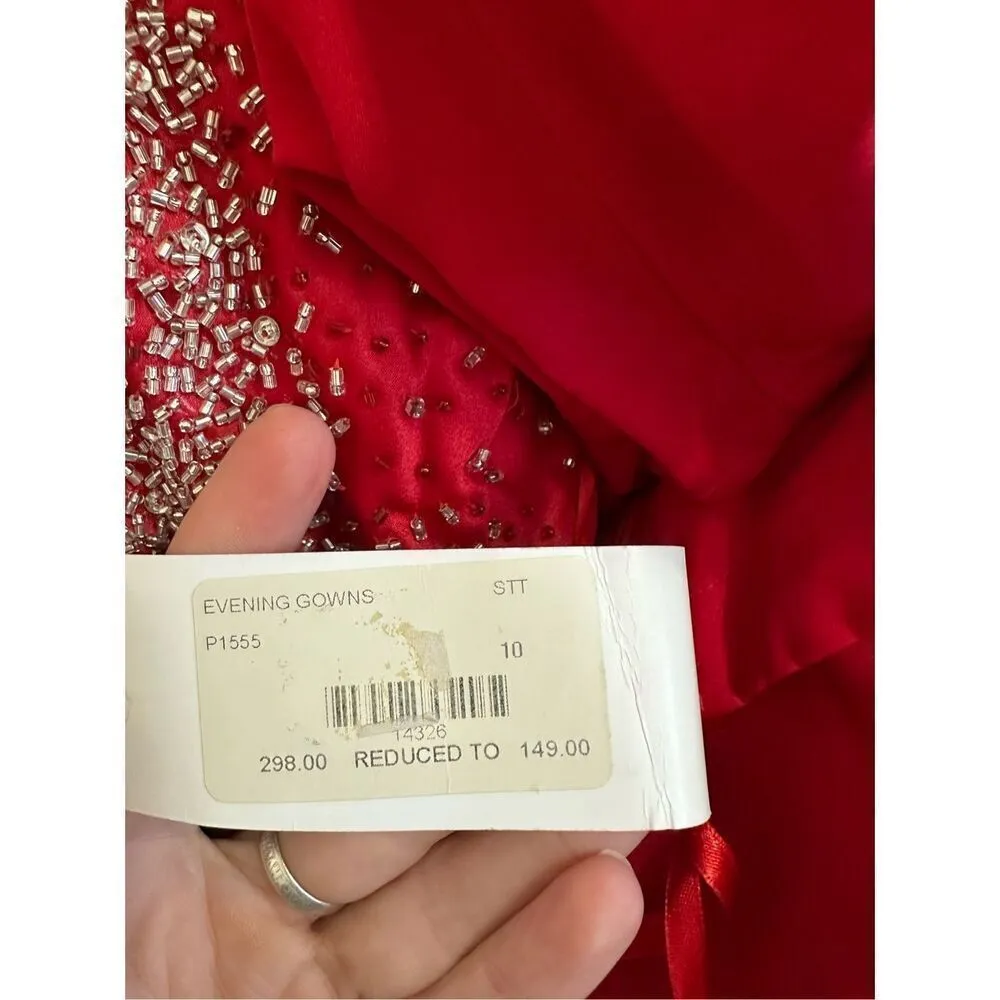 EVENING GOWNS STT
P1555 10
14326
298.00 REDUCED TO 149.00